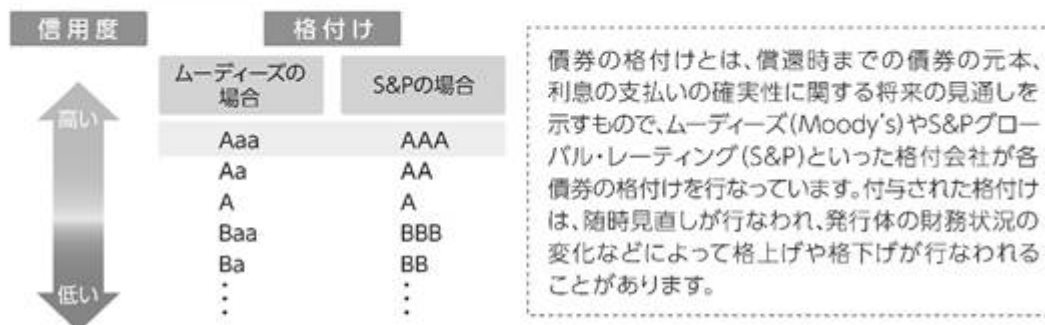 信用度
格付け
ムーディーズの
場合
S&Pの場合
高い
Aaa AAA
Aa AA
A A
Baa BBB
Ba BB
低い
債券の格付けとは、償還時までの債券の元本、
利息の支払いの確実性に関する将来の見通しを
示すもので、ムーディーズ(Moody's)やS&Pグロー
バル・レーティング(S&P)といった格付会社が各
債券の格付けを行なっています。付与された格付け
は、随時見直しが行なわれ、発行体の財務状況の
変化などによって格上げや格下げが行なわれる
ことがあります。